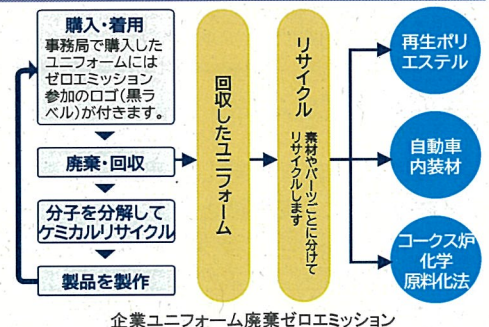 購入・着用
事務局で購入した
ユニフォームには
ゼロエミッション
参加のロゴ(黒ラ
ベル)が付きます。
廃棄・回収
分子を分解して
ケミカルリサイクル
製品を製作
回収したユニフォーム
リサイクル
素材やパーツごとに分けて
リサイクルします
再生ポリ
エステル
自動車
内装材
コークス炉
化学
原料化法
企業ユニフォーム廃棄ゼロエミッション